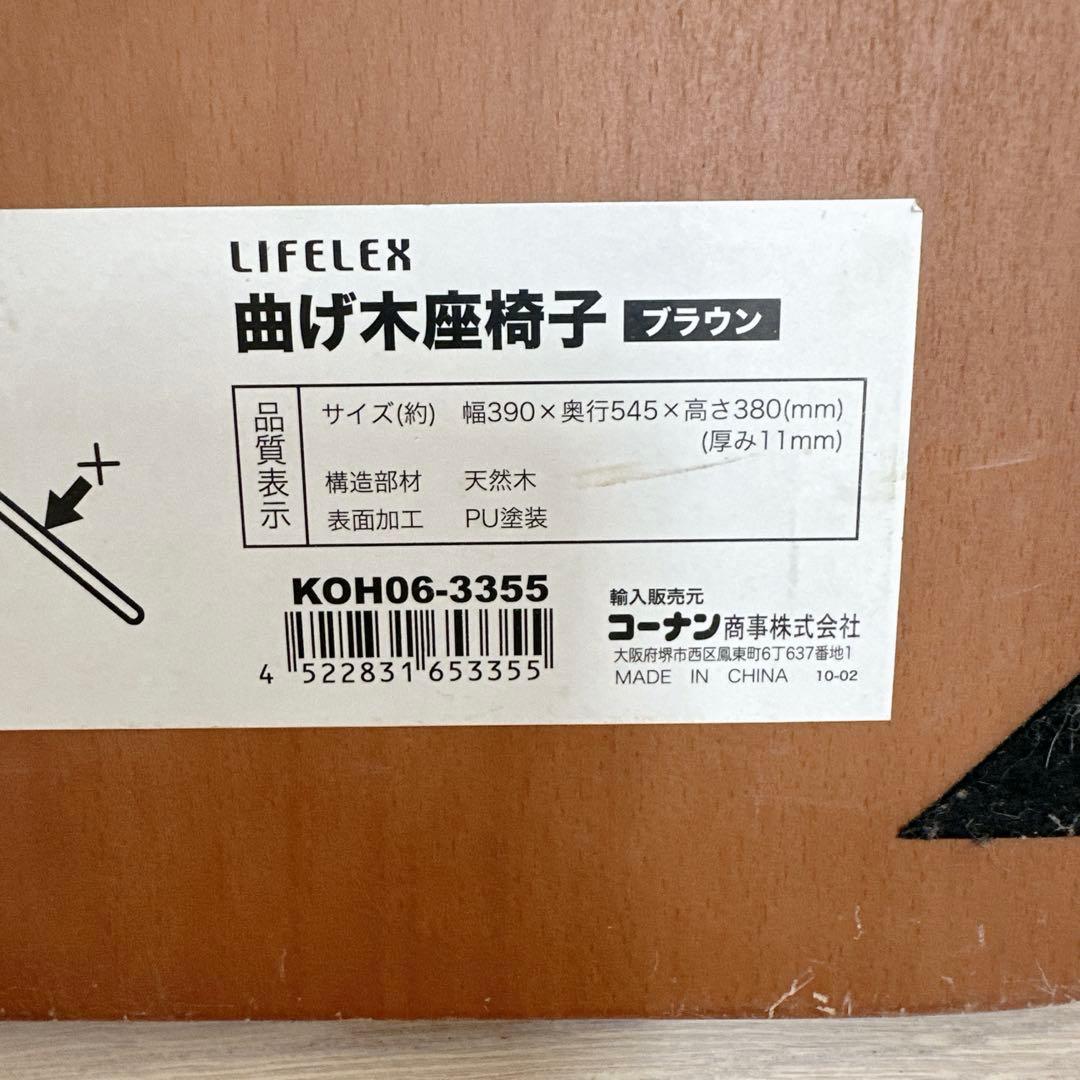 LIFELEX
曲げ木座椅子 ブラウン
品質表示
サイズ(約) 幅390×奥行545×高さ380(mm)
(厚み11mm)
構造部材 天然木
表面加工 PU塗装
KOH06-3355
4 522831 653355
輸入販売元
コーナン商事株式会社
大阪府堺市西区鳳東町6丁637番地1
MADE IN CHINA 10-02